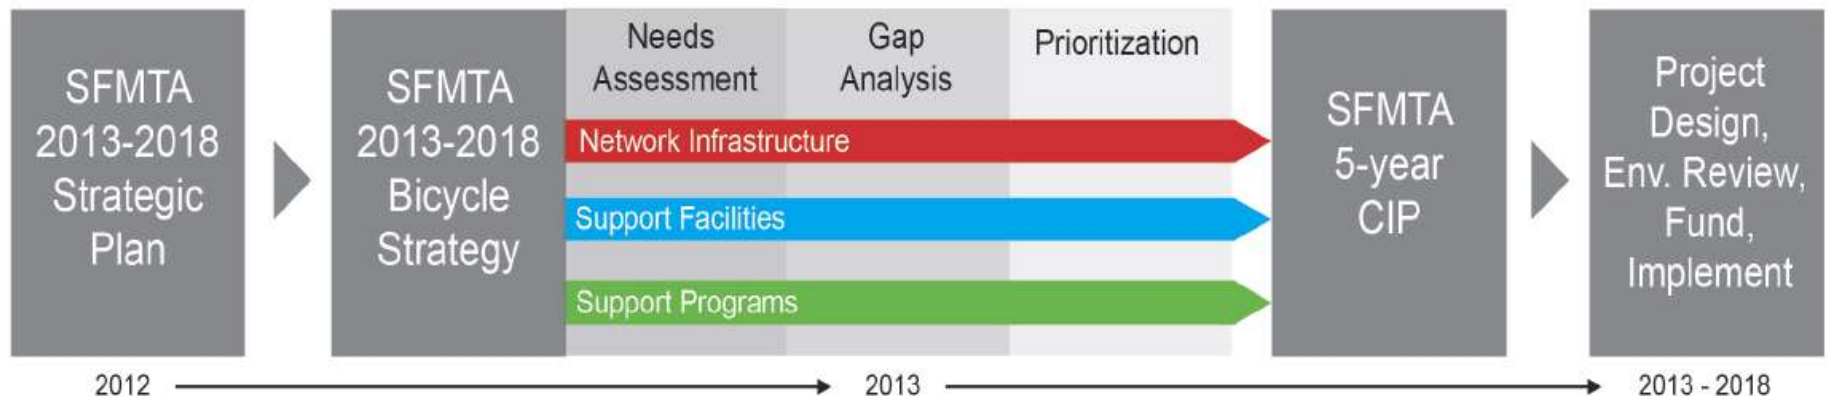 SFMTA
2013-2018
Strategic
Plan
SFMTA
2013-2018
Bicycle
Strategy
Needs
Assessment
Gap
Analysis
Prioritization
Network Infrastructure
Support Facilities
Support Programs
SFMTA
5-year
CIP
Project
Design,
Env. Review,
Fund,
Implement
2012
2013
2013 - 2018